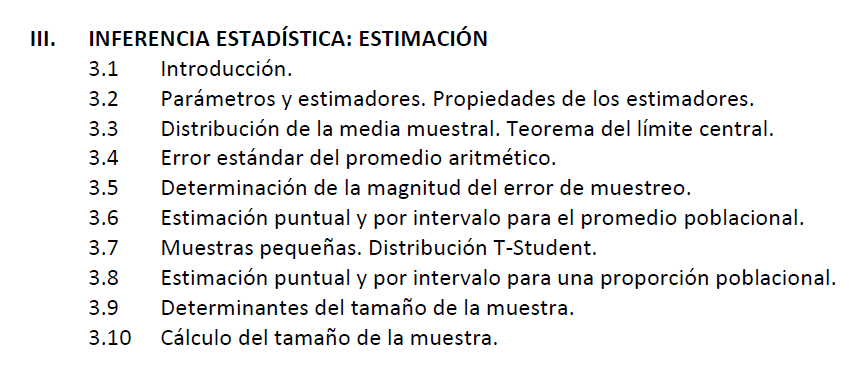 III. INFERENCIA ESTADÍSTICA: ESTIMACIÓN
3.1 Introducción.
3.2 Parámetros y estimadores. Propiedades de los estimadores.
3.3 Distribución de la media muestral. Teorema del límite central.
3.4 Error estándar del promedio aritmético.
3.5 Determinación de la magnitud del error de muestreo.
3.6 Estimación puntual y por intervalo para el promedio poblacional.
3.7 Muestras pequeñas. Distribución T-Student.
3.8 Estimación puntual y por intervalo para una proporción poblacional.
3.9 Determinantes del tamaño de la muestra.
3.10 Cálculo del tamaño de la muestra.